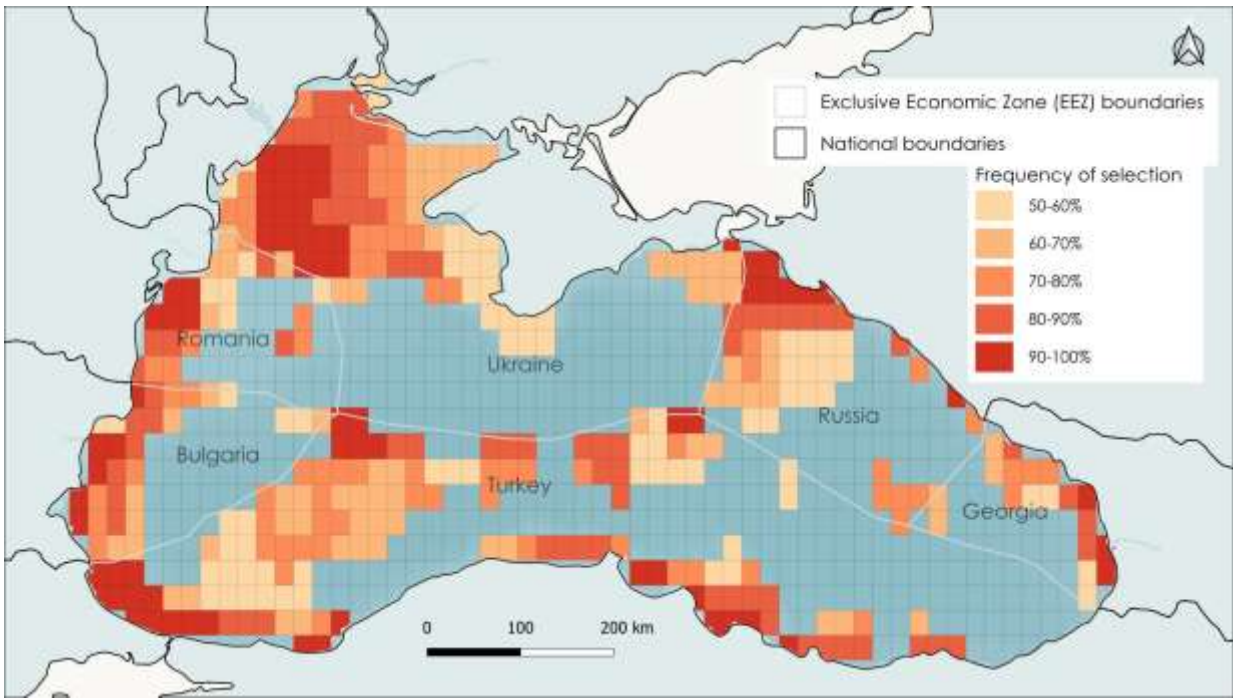 Exclusive Economic Zone (EEZ) boundaries
National boundaries
Frequency of selection
50-60%
60-70%
70-80%
80-90%
90-100%
Romania
Ukraine
Russia
Bulgaria
Turkey
Georgia
0 100 200 km